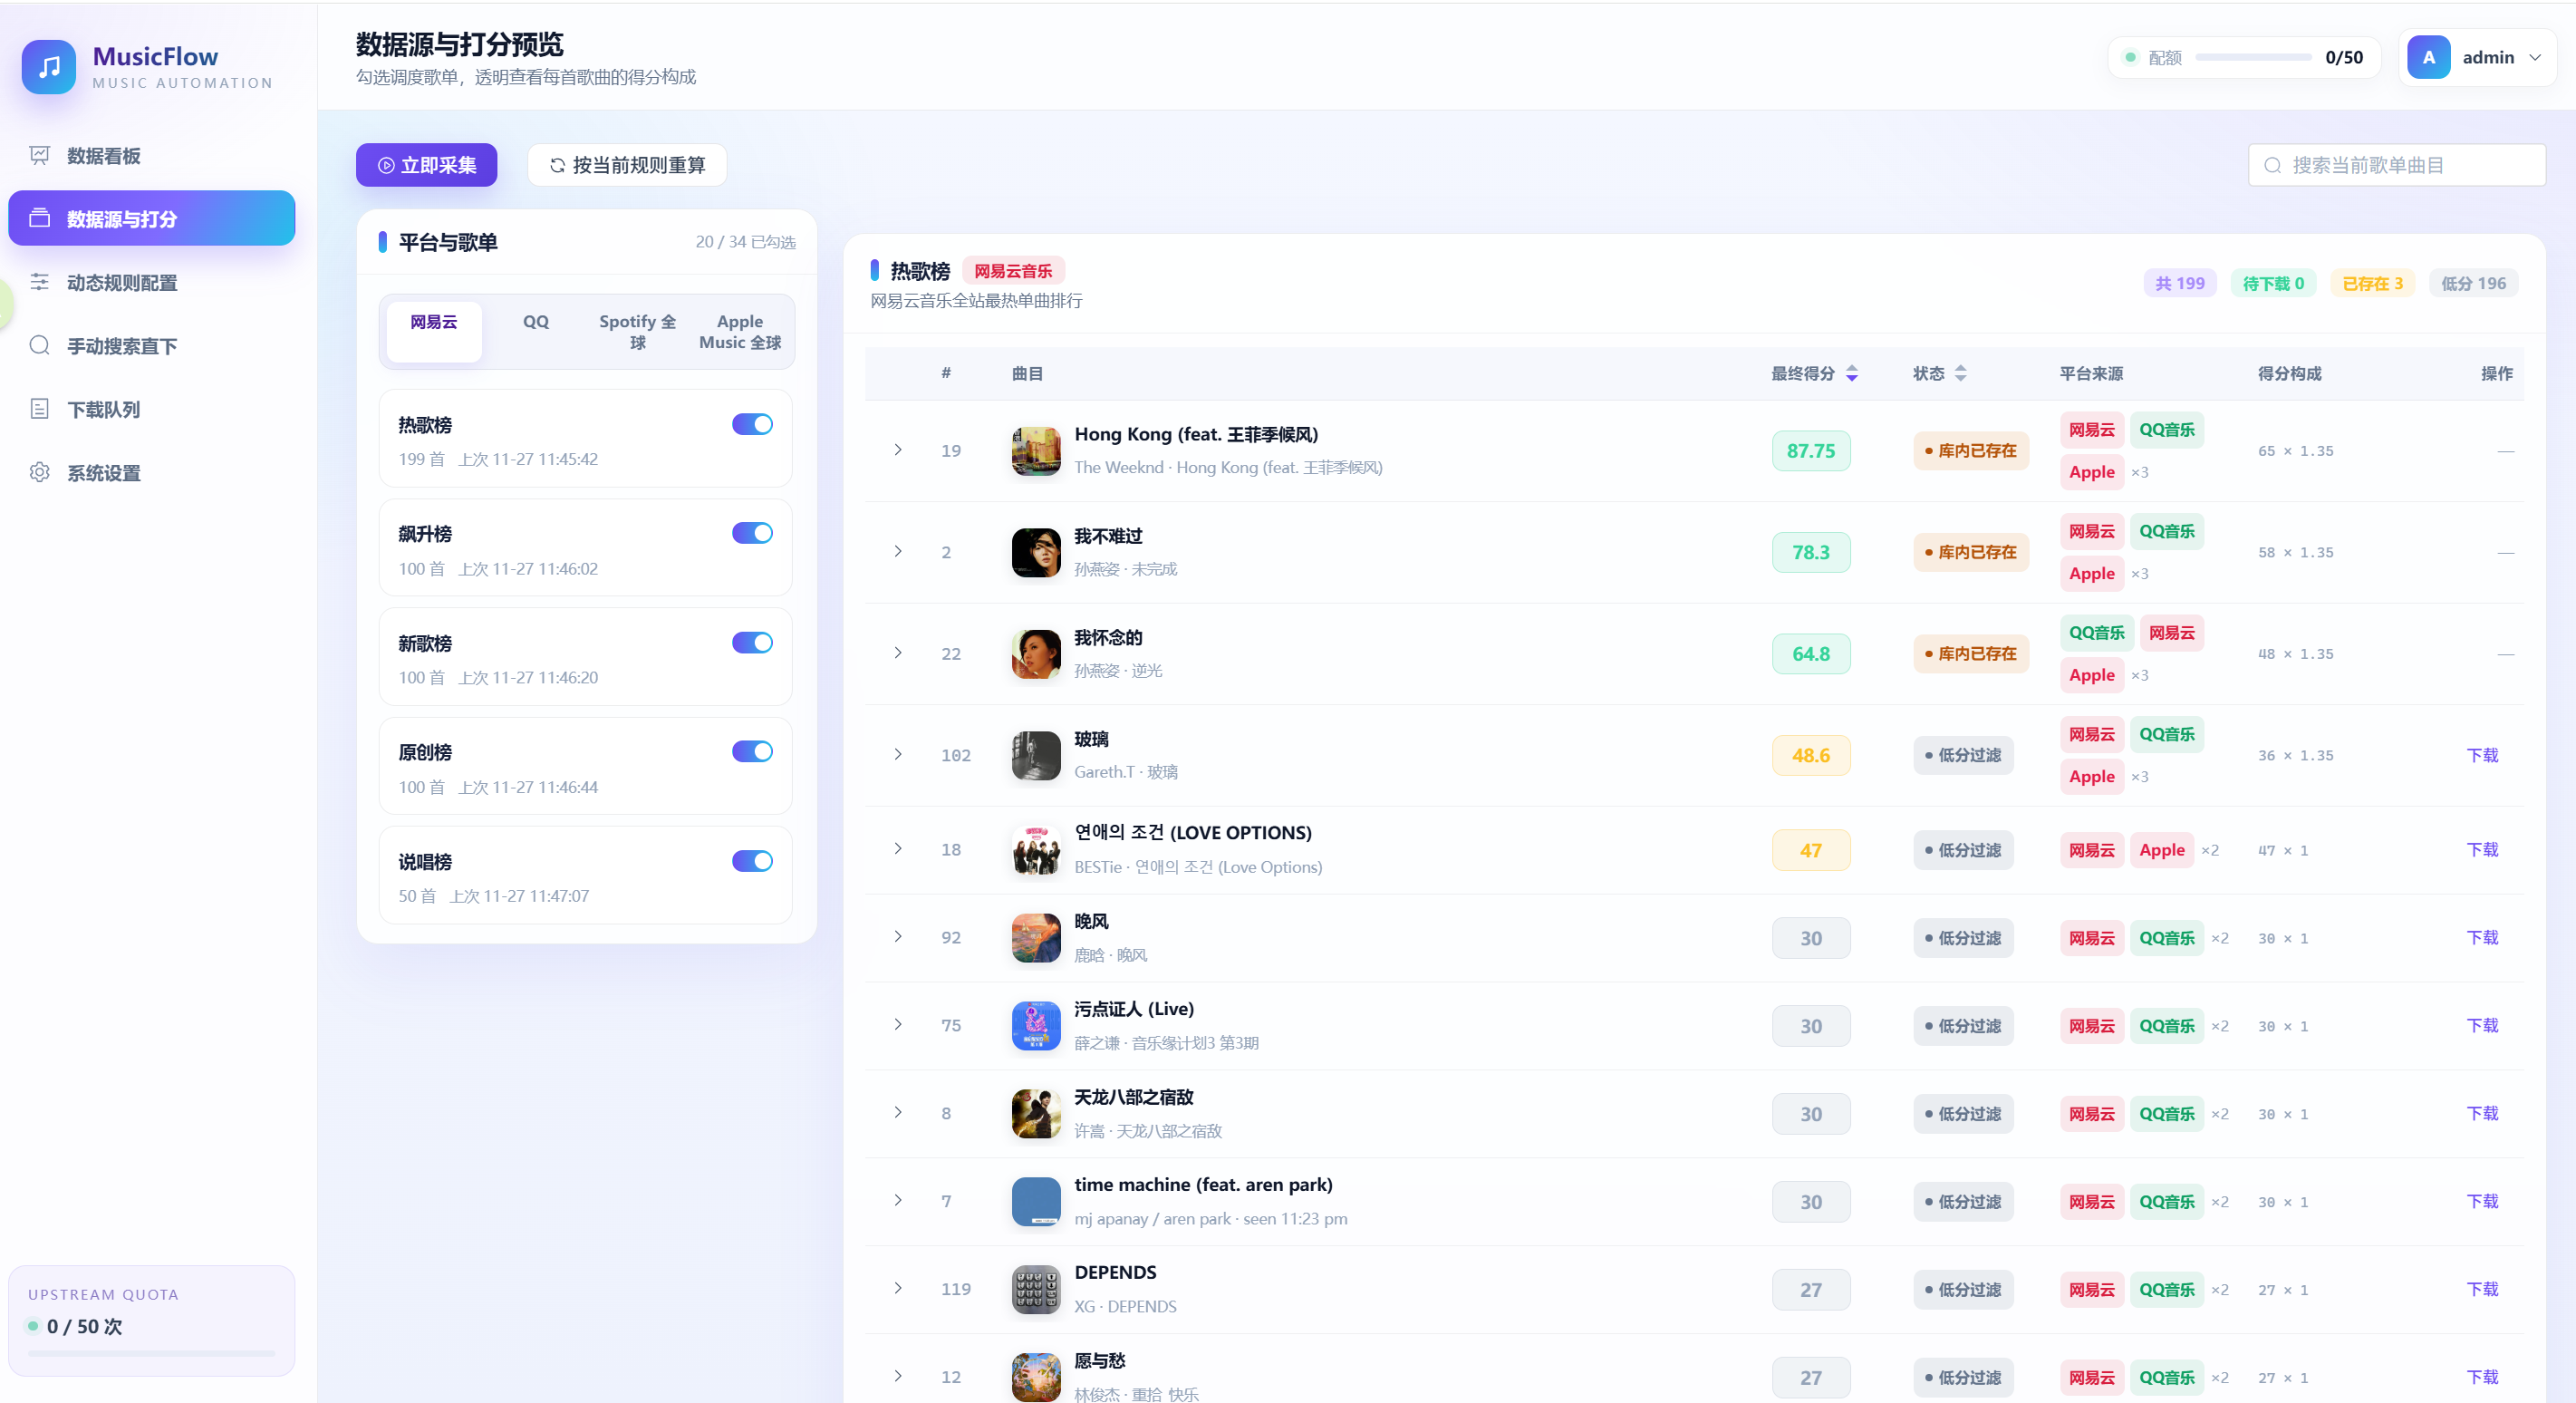 MusicFlow
MUSIC AUTOMATION
数据看板
数据源与打分
动态规则配置
手动搜索直下
下载队列
系统设置
UPSTREAM QUOTA
0 / 50 次
数据源与打分预览
勾选调度歌单，透明查看每首歌曲的得分构成
配额 0/50
A admin
立即采集 按当前规则重算
搜索当前歌单曲目
平台与歌单 20 / 34 已勾选
网易云 QQ Spotify 全球 Apple Music 全球
热歌榜
199 首 上次 11-27 11:45:42
飙升榜
100 首 上次 11-27 11:46:02
新歌榜
100 首 上次 11-27 11:46:20
原创榜
100 首 上次 11-27 11:46:44
说唱榜
50 首 上次 11-27 11:47:07
热歌榜 网易云音乐
网易云音乐全站最热单曲排行
共 199 待下载 0 已存在 3 低分 196
# 曲目 最终得分 状态 平台来源 得分构成 操作
19 Hong Kong (feat. 王菲季候风)
The Weeknd · Hong Kong (feat. 王菲季候风)
87.75 库内已存在 网易云 QQ音乐 Apple ×3 65 × 1.35 —
2 我不难过
孙燕姿 · 未完成
78.3 库内已存在 网易云 QQ音乐 Apple ×3 58 × 1.35 —
22 我怀念的
孙燕姿 · 逆光
64.8 库内已存在 QQ音乐 网易云 Apple ×3 48 × 1.35 —
102 玻璃
Gareth.T · 玻璃
48.6 低分过滤 网易云 QQ音乐 Apple ×3 36 × 1.35 下载
18 연애의 조건 (LOVE OPTIONS)
BESTie · 연애의 조건 (Love Options)
47 低分过滤 网易云 Apple ×2 47 × 1 下载
92 晚风
鹿晗 · 晚风
30 低分过滤 网易云 QQ音乐 ×2 30 × 1 下载
75 污点证人 (Live)
薛之谦 · 音乐缘计划3 第3期
30 低分过滤 网易云 QQ音乐 ×2 30 × 1 下载
8 天龙八部之宿敌
许嵩 · 天龙八部之宿敌
30 低分过滤 网易云 QQ音乐 ×2 30 × 1 下载
7 time machine (feat. aren park)
mj apanay / aren park · seen 11:23 pm
30 低分过滤 网易云 QQ音乐 ×2 30 × 1 下载
119 DEPENDS
XG · DEPENDS
27 低分过滤 网易云 QQ音乐 ×2 27 × 1 下载
12 愿与愁
林俊杰 · 重拾 快乐
27 低分过滤 网易云 QQ音乐 ×2 27 × 1 下载